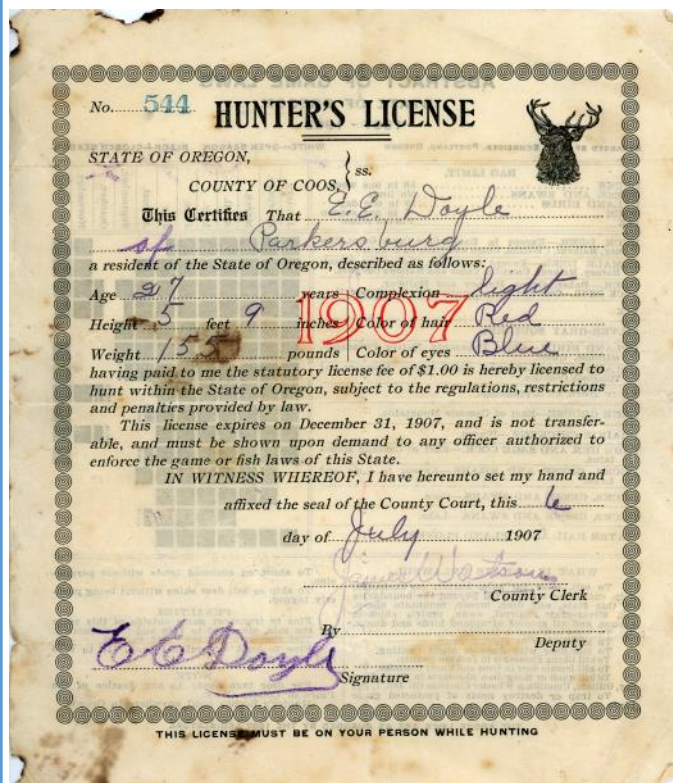 No. 544 HUNTER'S LICENSE
STATE OF OREGON,
COUNTY OF COOS, } ss.
This Certifies That E.E. Doyle
of Parkersburg
a resident of the State of Oregon, described as follows:
Age 27 years Complexion light
Height 5 feet 9 inches Color of hair Red
Weight 155 pounds Color of eyes Blue
1907
having paid to me the statutory license fee of $1.00 is hereby licensed to
hunt within the State of Oregon, subject to the regulations, restrictions
and penalties provided by law.
This license expires on December 31, 1907, and is not transfer-
able, and must be shown upon demand to any officer authorized to
enforce the game or fish laws of this State.
IN WITNESS WHEREOF, I have hereunto set my hand and
affixed the seal of the County Court, this 6
day of July 1907
James Watson
County Clerk
By
Deputy
E E Doyle
Signature
THIS LICENSE MUST BE ON YOUR PERSON WHILE HUNTING